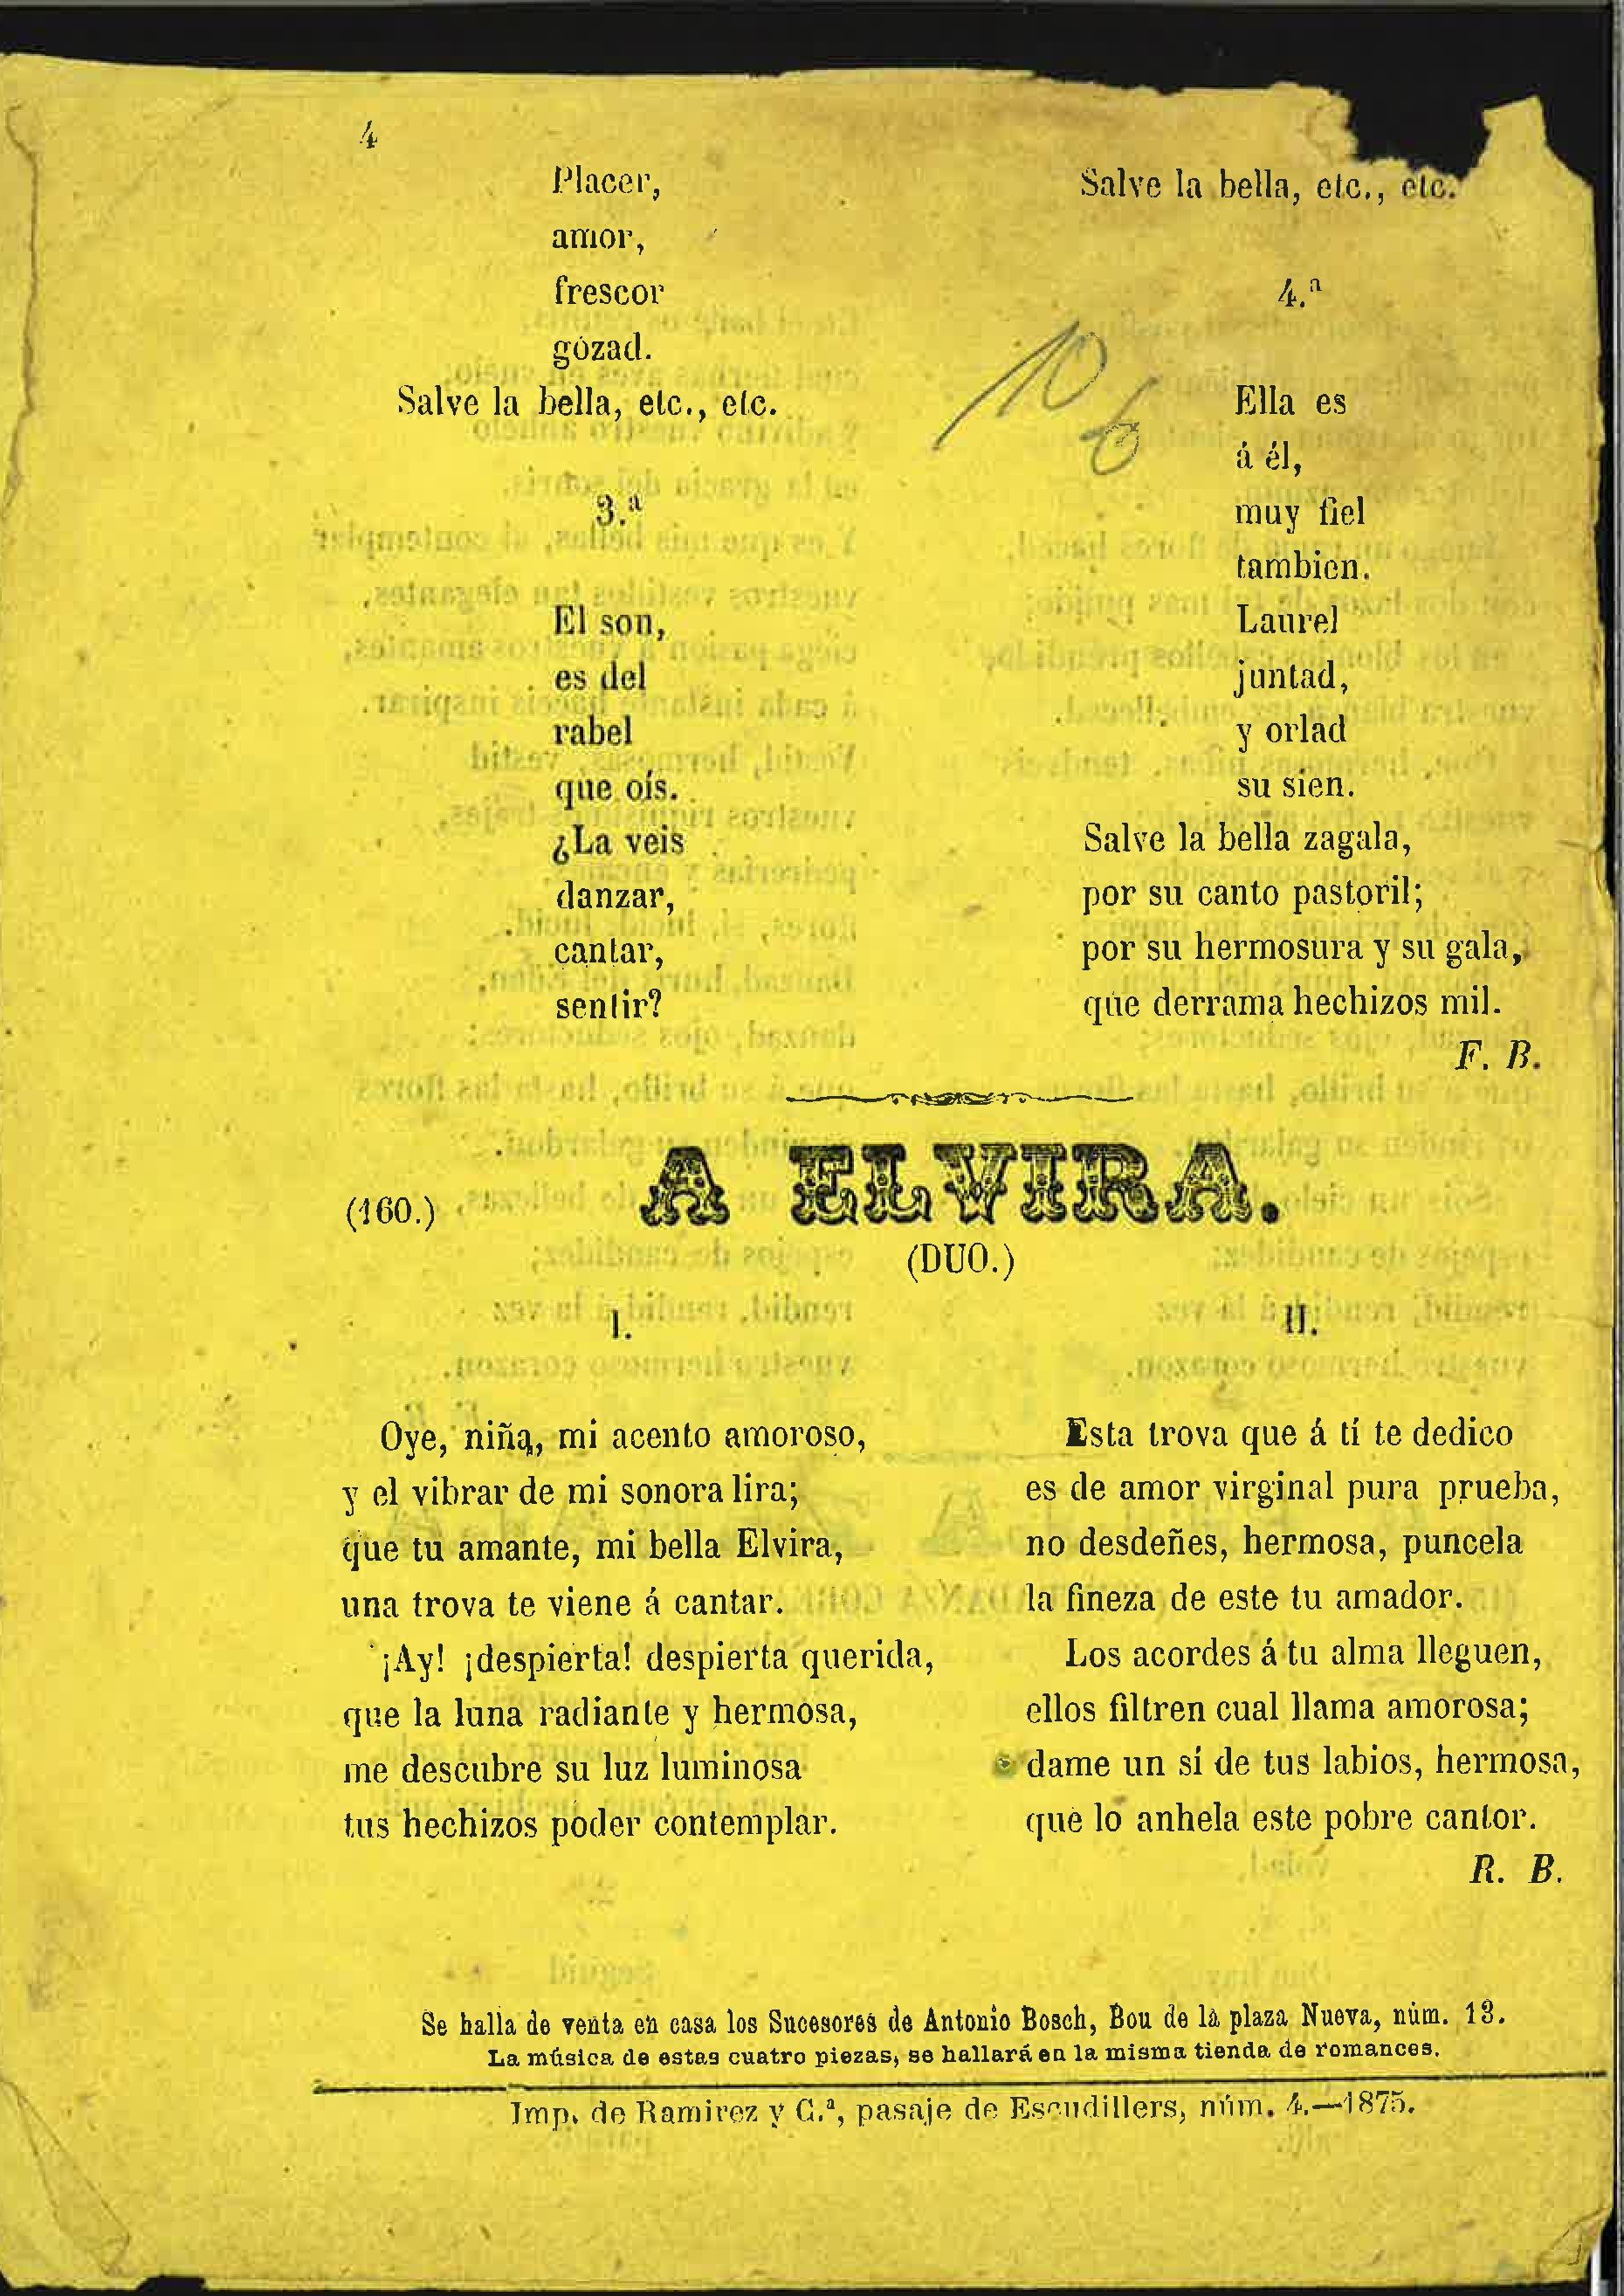 4
Placer,
amor,
frescor
gózad.
Salve la bella, etc., etc.
3.ª
El son,
es del
rabel
que oís.
¿La veis
danzar,
cantar,
sentir?
Salve la bella, etc., etc.
4.ª
Ella es
á él,
muy fiel
tambien.
Laurel
juntad,
y orlad
su sien.
Salve la bella zagala,
por su canto pastoril;
por su hermosura y su gala,
que derrama hechizos mil.
F. B.
(160.)
A ELVIRA.
(DUO.)
I.
Oye, niña, mi acento amoroso,
y el vibrar de mi sonora lira;
que tu amante, mi bella Elvira,
una trova te viene á cantar.
¡Ay! ¡despierta! despierta querida,
que la luna radiante y hermosa,
me descubre su luz luminosa
tus hechizos poder contemplar.
II.
Esta trova que á tí te dedico
es de amor virginal pura prueba,
no desdeñes, hermosa, puncela
la fineza de este tu amador.
Los acordes á tu alma lleguen,
ellos filtren cual llama amorosa;
dame un sí de tus labios, hermosa,
que lo anhela este pobre cantor.
R. B.
Se halla de venta en casa los Sucesores de Antonio Bosch, Bou de la plaza Nueva, núm. 13.
La música de estas cuatro piezas, se hallará en la misma tienda de romances.
Imp. de Ramirez y C.ª, pasaje de Escudillers, núm. 4.—1875.